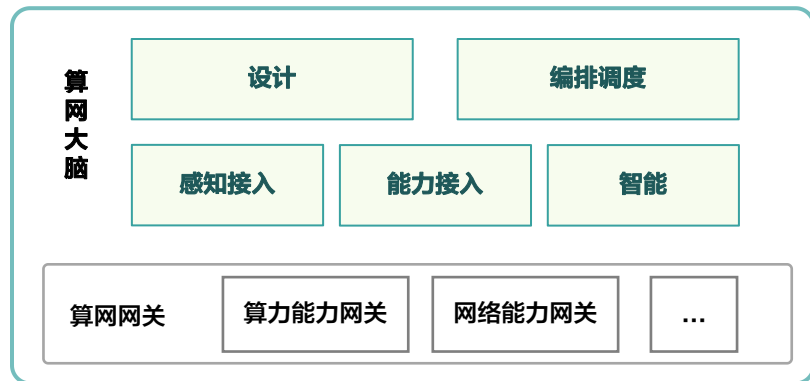 算网大脑
设计
编排调度
感知接入
能力接入
智能
算网网关
算力能力网关
网络能力网关
...